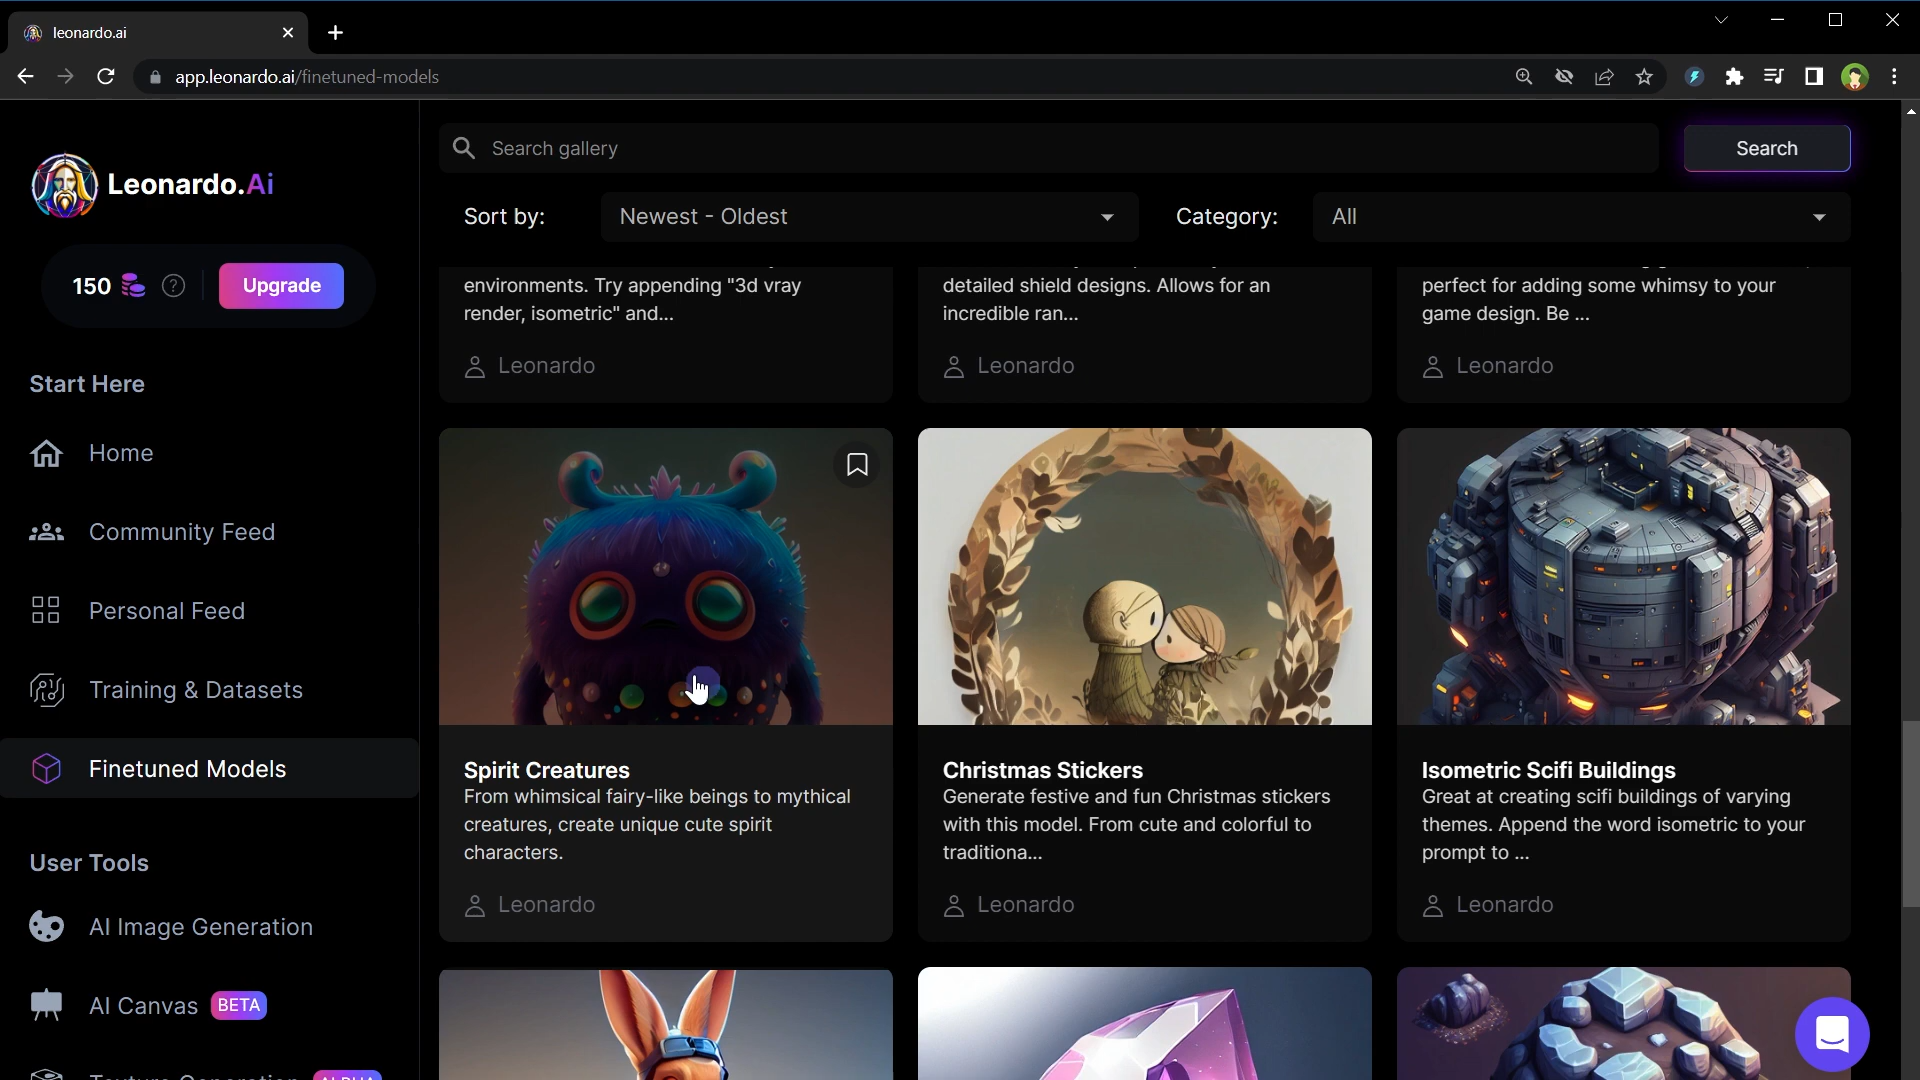 leonardo.ai
app.leonardo.ai/finetuned-models
Leonardo.Ai
150
Upgrade
Start Here
Home
Community Feed
Personal Feed
Training & Datasets
Finetuned Models
User Tools
AI Image Generation
AI Canvas BETA
Search gallery
Search
Sort by: Newest - Oldest
Category: All
environments. Try appending "3d vray
render, isometric" and...
Leonardo
detailed shield designs. Allows for an
incredible ran...
Leonardo
perfect for adding some whimsy to your
game design. Be ...
Leonardo
Spirit Creatures
From whimsical fairy-like beings to mythical
creatures, create unique cute spirit
characters.
Leonardo
Christmas Stickers
Generate festive and fun Christmas stickers
with this model. From cute and colorful to
traditiona...
Leonardo
Isometric Scifi Buildings
Great at creating scifi buildings of varying
themes. Append the word isometric to your
prompt to ...
Leonardo